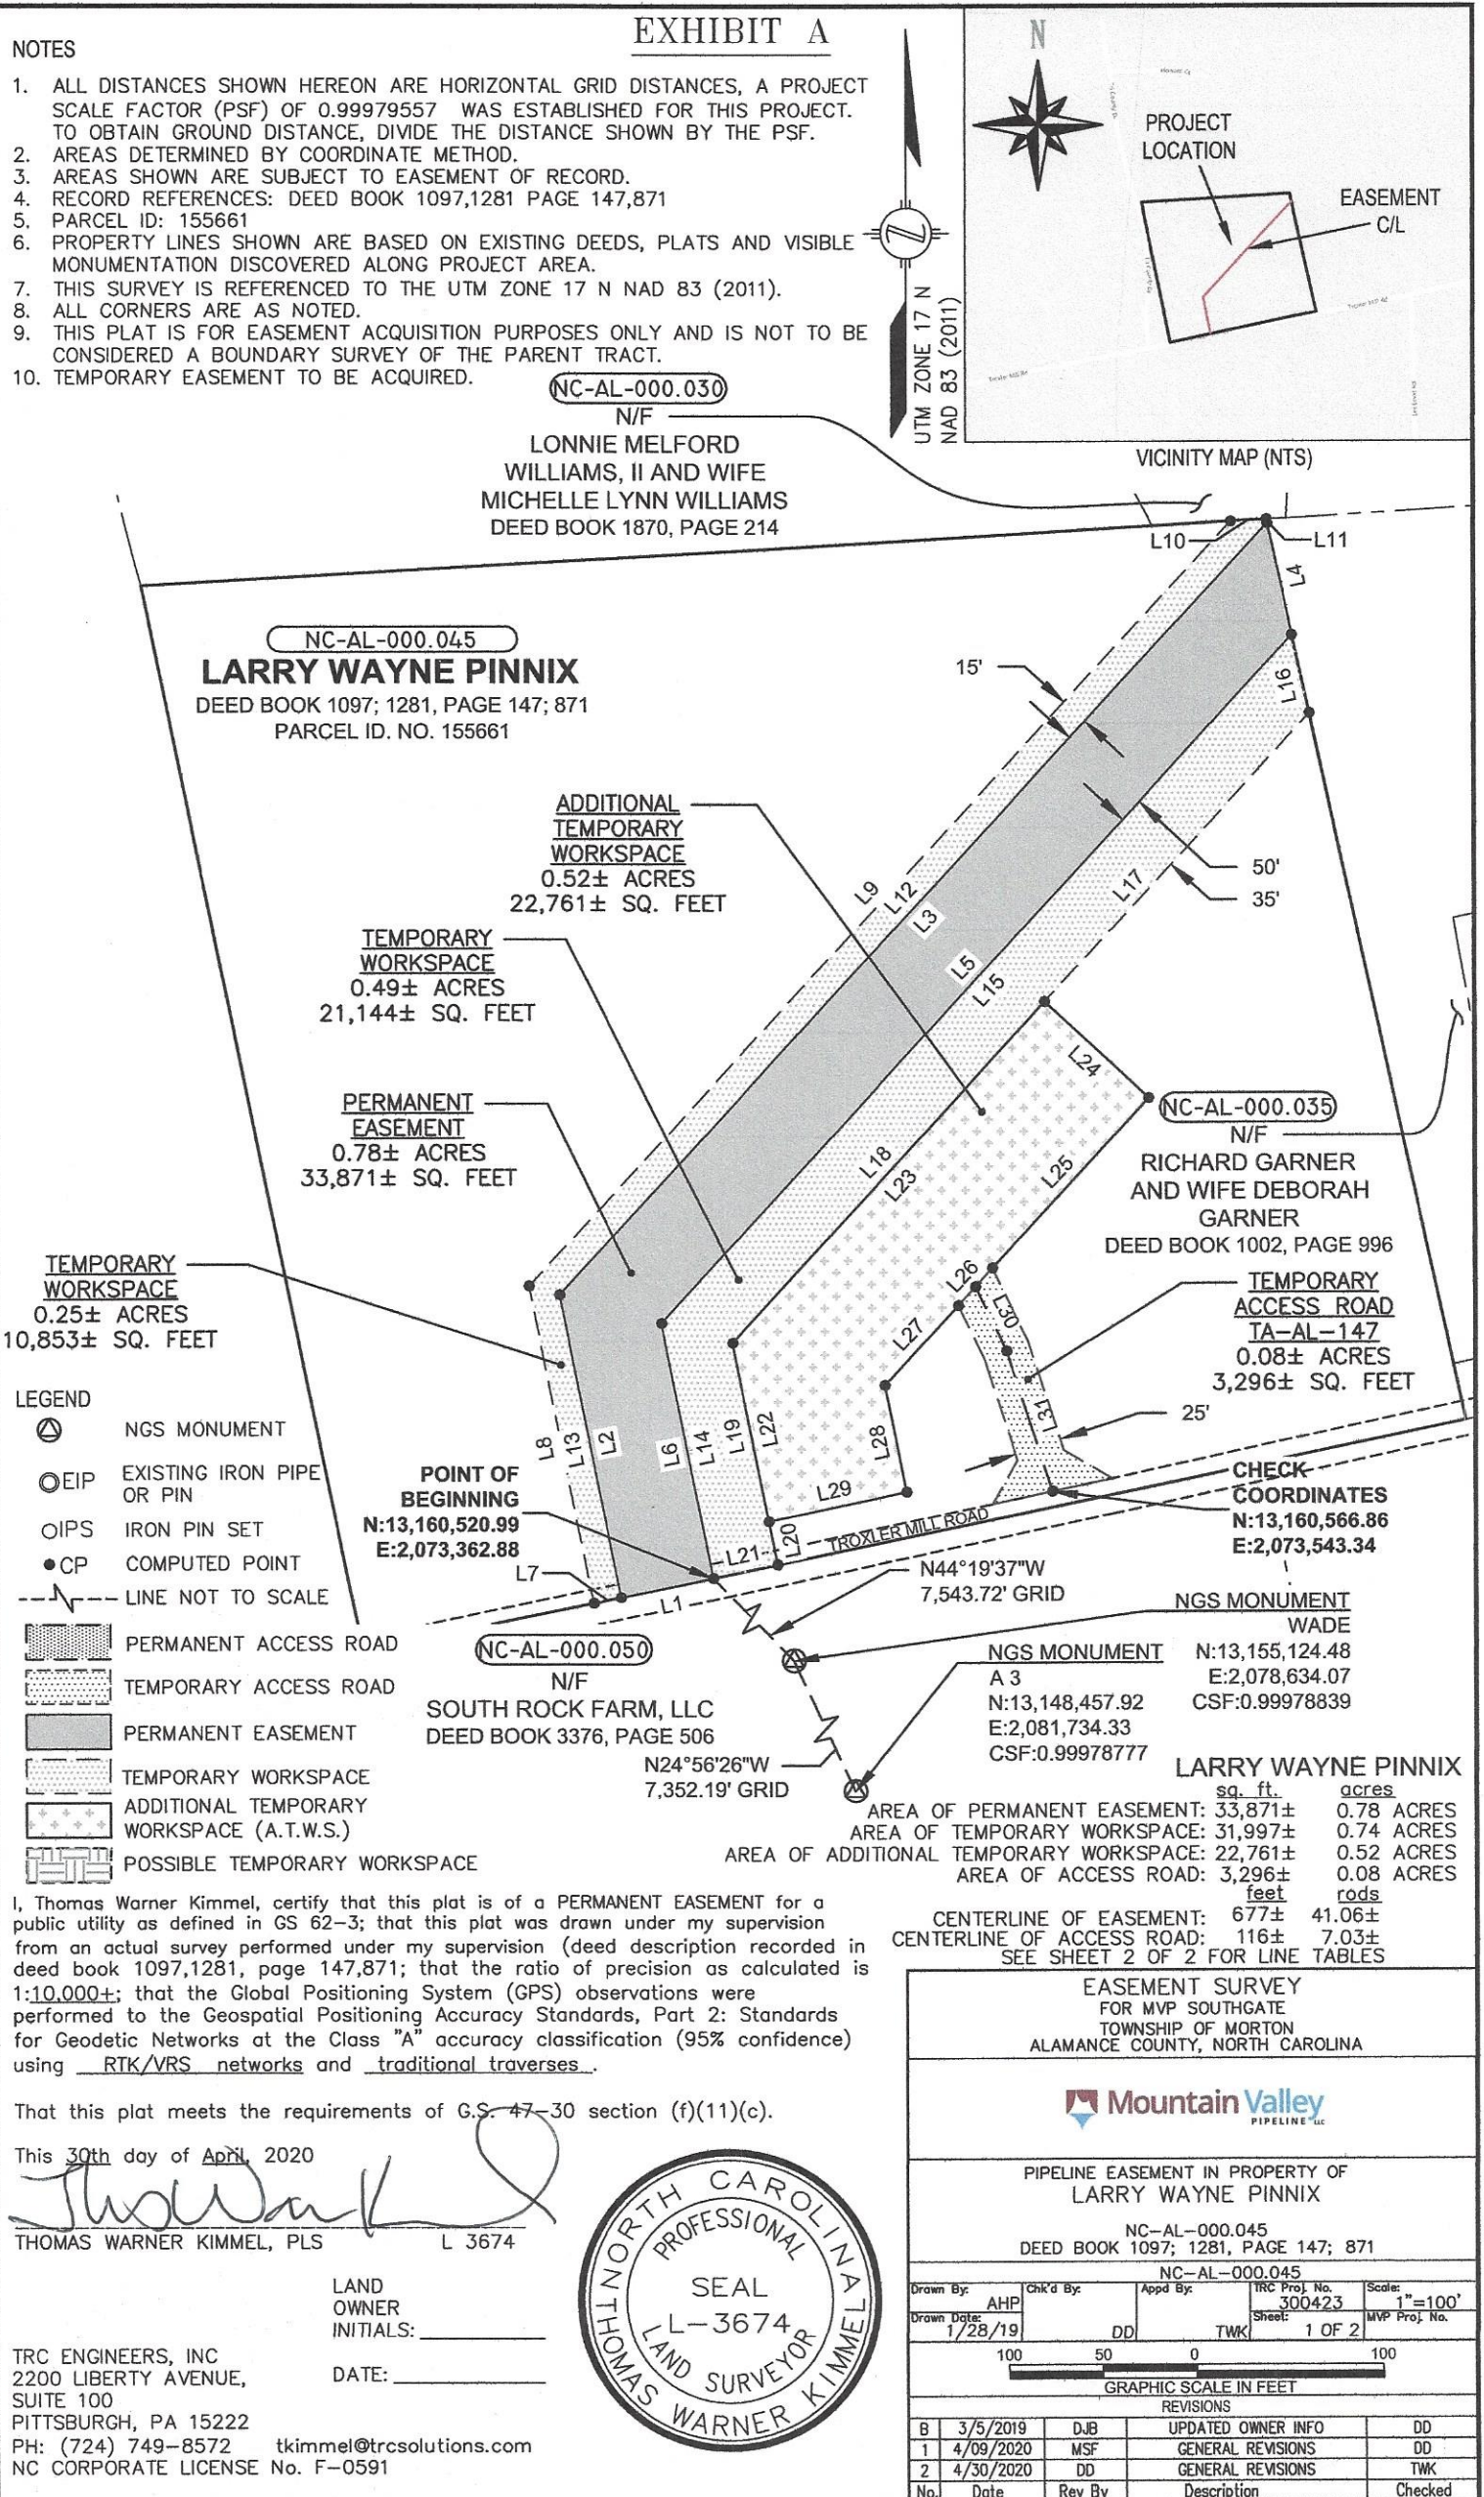 EXHIBIT A
NOTES
1. ALL DISTANCES SHOWN HEREON ARE HORIZONTAL GRID DISTANCES, A PROJECT
SCALE FACTOR (PSF) OF 0.99979557 WAS ESTABLISHED FOR THIS PROJECT.
TO OBTAIN GROUND DISTANCE, DIVIDE THE DISTANCE SHOWN BY THE PSF.
2. AREAS DETERMINED BY COORDINATE METHOD.
3. AREAS SHOWN ARE SUBJECT TO EASEMENT OF RECORD.
4. RECORD REFERENCES: DEED BOOK 1097,1281 PAGE 147,871
5. PARCEL ID: 155661
6. PROPERTY LINES SHOWN ARE BASED ON EXISTING DEEDS, PLATS AND VISIBLE
MONUMENTATION DISCOVERED ALONG PROJECT AREA.
7. THIS SURVEY IS REFERENCED TO THE UTM ZONE 17 N NAD 83 (2011).
8. ALL CORNERS ARE AS NOTED.
9. THIS PLAT IS FOR EASEMENT ACQUISITION PURPOSES ONLY AND IS NOT TO BE
CONSIDERED A BOUNDARY SURVEY OF THE PARENT TRACT.
10. TEMPORARY EASEMENT TO BE ACQUIRED.
UTM ZONE 17 N
NAD 83 (2011)
N
PROJECT
LOCATION
EASEMENT
C/L
VICINITY MAP (NTS)
NC-AL-000.030
N/F
LONNIE MELFORD
WILLIAMS, II AND WIFE
MICHELLE LYNN WILLIAMS
DEED BOOK 1870, PAGE 214
L10
L11
L4
L16
NC-AL-000.045
LARRY WAYNE PINNIX
DEED BOOK 1097; 1281, PAGE 147; 871
PARCEL ID. NO. 155661
15'
50'
35'
ADDITIONAL
TEMPORARY
WORKSPACE
0.52± ACRES
22,761± SQ. FEET
L9
L12
L3
L5
L15
L17
TEMPORARY
WORKSPACE
0.49± ACRES
21,144± SQ. FEET
L24
PERMANENT
EASEMENT
0.78± ACRES
33,871± SQ. FEET
L18
L23
L25
NC-AL-000.035
N/F
RICHARD GARNER
AND WIFE DEBORAH
GARNER
DEED BOOK 1002, PAGE 996
TEMPORARY
WORKSPACE
0.25± ACRES
10,853± SQ. FEET
L26
L30
L27
TEMPORARY
ACCESS ROAD
TA-AL-147
0.08± ACRES
3,296± SQ. FEET
25'
L31
L8
L13
L2
L6
L14
L19
L22
L28
L29
L20
L21
L7
L1
TROXLER MILL ROAD
POINT OF
BEGINNING
N:13,160,520.99
E:2,073,362.88
CHECK
COORDINATES
N:13,160,566.86
E:2,073,543.34
LEGEND
NGS MONUMENT
EIP EXISTING IRON PIPE
OR PIN
IPS IRON PIN SET
CP COMPUTED POINT
LINE NOT TO SCALE
PERMANENT ACCESS ROAD
TEMPORARY ACCESS ROAD
PERMANENT EASEMENT
TEMPORARY WORKSPACE
ADDITIONAL TEMPORARY
WORKSPACE (A.T.W.S.)
POSSIBLE TEMPORARY WORKSPACE
N44°19'37"W
7,543.72' GRID
NGS MONUMENT
WADE
N:13,155,124.48
E:2,078,634.07
CSF:0.99978839
NC-AL-000.050
N/F
SOUTH ROCK FARM, LLC
DEED BOOK 3376, PAGE 506
NGS MONUMENT
A 3
N:13,148,457.92
E:2,081,734.33
CSF:0.99978777
N24°56'26"W
7,352.19' GRID
LARRY WAYNE PINNIX
sq. ft. acres
AREA OF PERMANENT EASEMENT: 33,871± 0.78 ACRES
AREA OF TEMPORARY WORKSPACE: 31,997± 0.74 ACRES
AREA OF ADDITIONAL TEMPORARY WORKSPACE: 22,761± 0.52 ACRES
AREA OF ACCESS ROAD: 3,296± 0.08 ACRES
feet rods
CENTERLINE OF EASEMENT: 677± 41.06±
CENTERLINE OF ACCESS ROAD: 116± 7.03±
SEE SHEET 2 OF 2 FOR LINE TABLES
I, Thomas Warner Kimmel, certify that this plat is of a PERMANENT EASEMENT for a
public utility as defined in GS 62-3; that this plat was drawn under my supervision
from an actual survey performed under my supervision (deed description recorded in
deed book 1097,1281, page 147,871; that the ratio of precision as calculated is
1:10,000+; that the Global Positioning System (GPS) observations were
performed to the Geospatial Positioning Accuracy Standards, Part 2: Standards
for Geodetic Networks at the Class "A" accuracy classification (95% confidence)
using RTK/VRS networks and traditional traverses.
That this plat meets the requirements of G.S. 47-30 section (f)(11)(c).
This 30th day of April, 2020
THOMAS WARNER KIMMEL, PLS L 3674
LAND
OWNER
INITIALS:
DATE:
TRC ENGINEERS, INC
2200 LIBERTY AVENUE,
SUITE 100
PITTSBURGH, PA 15222
PH: (724) 749-8572 tkimmel@trcsolutions.com
NC CORPORATE LICENSE No. F-0591
NORTH CAROLINA
PROFESSIONAL
SEAL
L-3674
LAND SURVEYOR
THOMAS WARNER KIMMEL
EASEMENT SURVEY
FOR MVP SOUTHGATE
TOWNSHIP OF MORTON
ALAMANCE COUNTY, NORTH CAROLINA
Mountain Valley
PIPELINE LLC
PIPELINE EASEMENT IN PROPERTY OF
LARRY WAYNE PINNIX
NC-AL-000.045
DEED BOOK 1097; 1281, PAGE 147; 871
NC-AL-000.045
Drawn By: AHP Chk'd By: Appd By: TRC Proj. No. 300423 Scale: 1"=100'
Drawn Date: 1/28/19 DD TWK Sheet: 1 OF 2 MVP Proj. No.
100 50 0 100
GRAPHIC SCALE IN FEET
REVISIONS
B 3/5/2019 DJB UPDATED OWNER INFO DD
1 4/09/2020 MSF GENERAL REVISIONS DD
2 4/30/2020 DD GENERAL REVISIONS TWK
No. Date Rev By Description Checked